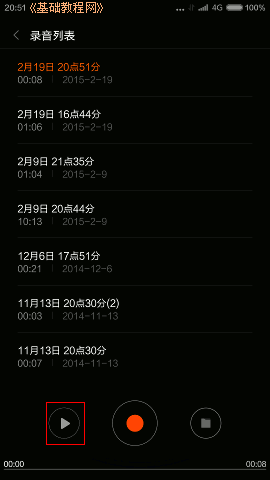 20:51《基础教程网》 ... 4G 100%
录音列表
2月19日 20点51分
00:08 2015-2-19
2月19日 16点44分
01:06 2015-2-19
2月9日 21点35分
01:04 2015-2-9
2月9日 20点44分
10:13 2015-2-9
12月6日 17点51分
00:21 2014-12-6
11月13日 20点30分(2)
00:03 2014-11-13
11月13日 20点30分
00:07 2014-11-13
00:00 00:08